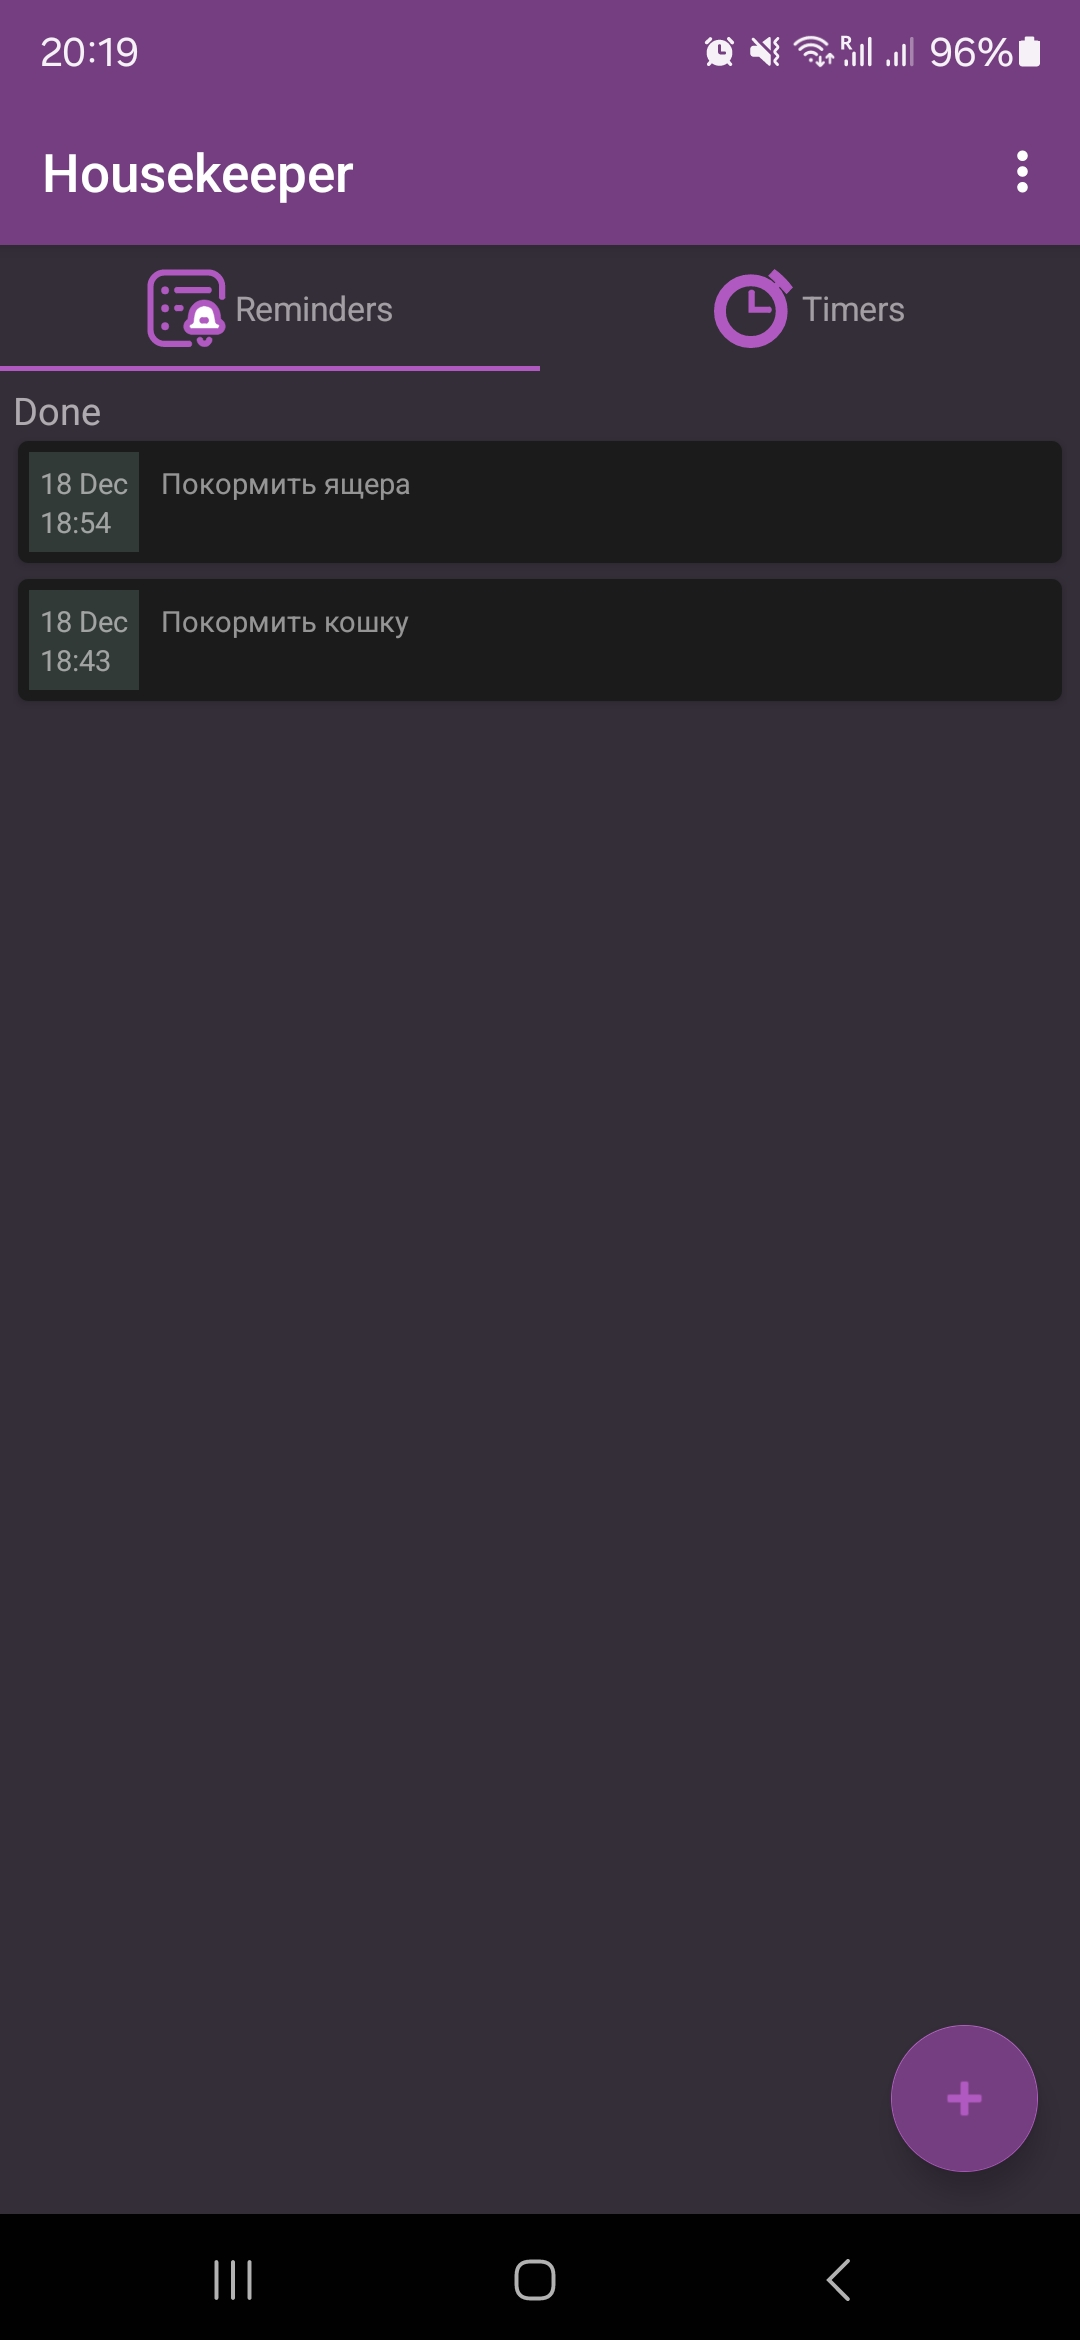 20:19
R
96%
Housekeeper
Reminders
Timers
Done
18 Dec
18:54
Покормить ящера
18 Dec
18:43
Покормить кошку